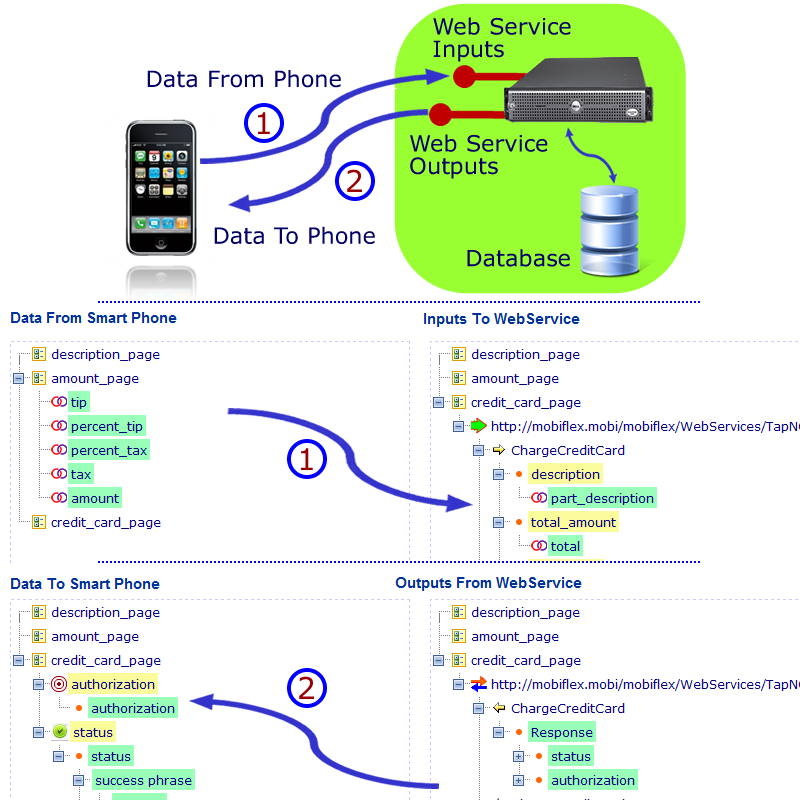 Web Service
Inputs
Data From Phone
1
Web Service
Outputs
2
Data To Phone
Database
Data From Smart Phone
description_page
amount_page
tip
percent_tip
percent_tax
tax
amount
credit_card_page
1
Inputs To WebService
description_page
amount_page
credit_card_page
http://mobiflex.mobi/mobiflex/WebServices/TapN
ChargeCreditCard
description
part_description
total_amount
total
Data To Smart Phone
description_page
amount_page
credit_card_page
authorization
authorization
status
status
success phrase
2
Outputs From WebService
description_page
amount_page
credit_card_page
http://mobiflex.mobi/mobiflex/WebServices/TapN
ChargeCreditCard
Response
status
authorization